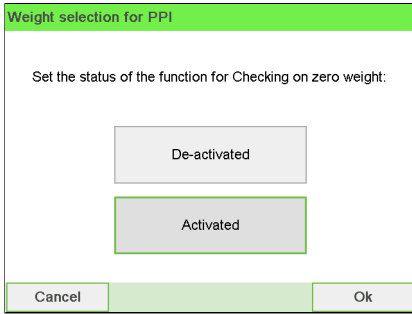 Weight selection for PPI
Set the status of the function for Checking on zero weight:
De-activated
Activated
Cancel
Ok